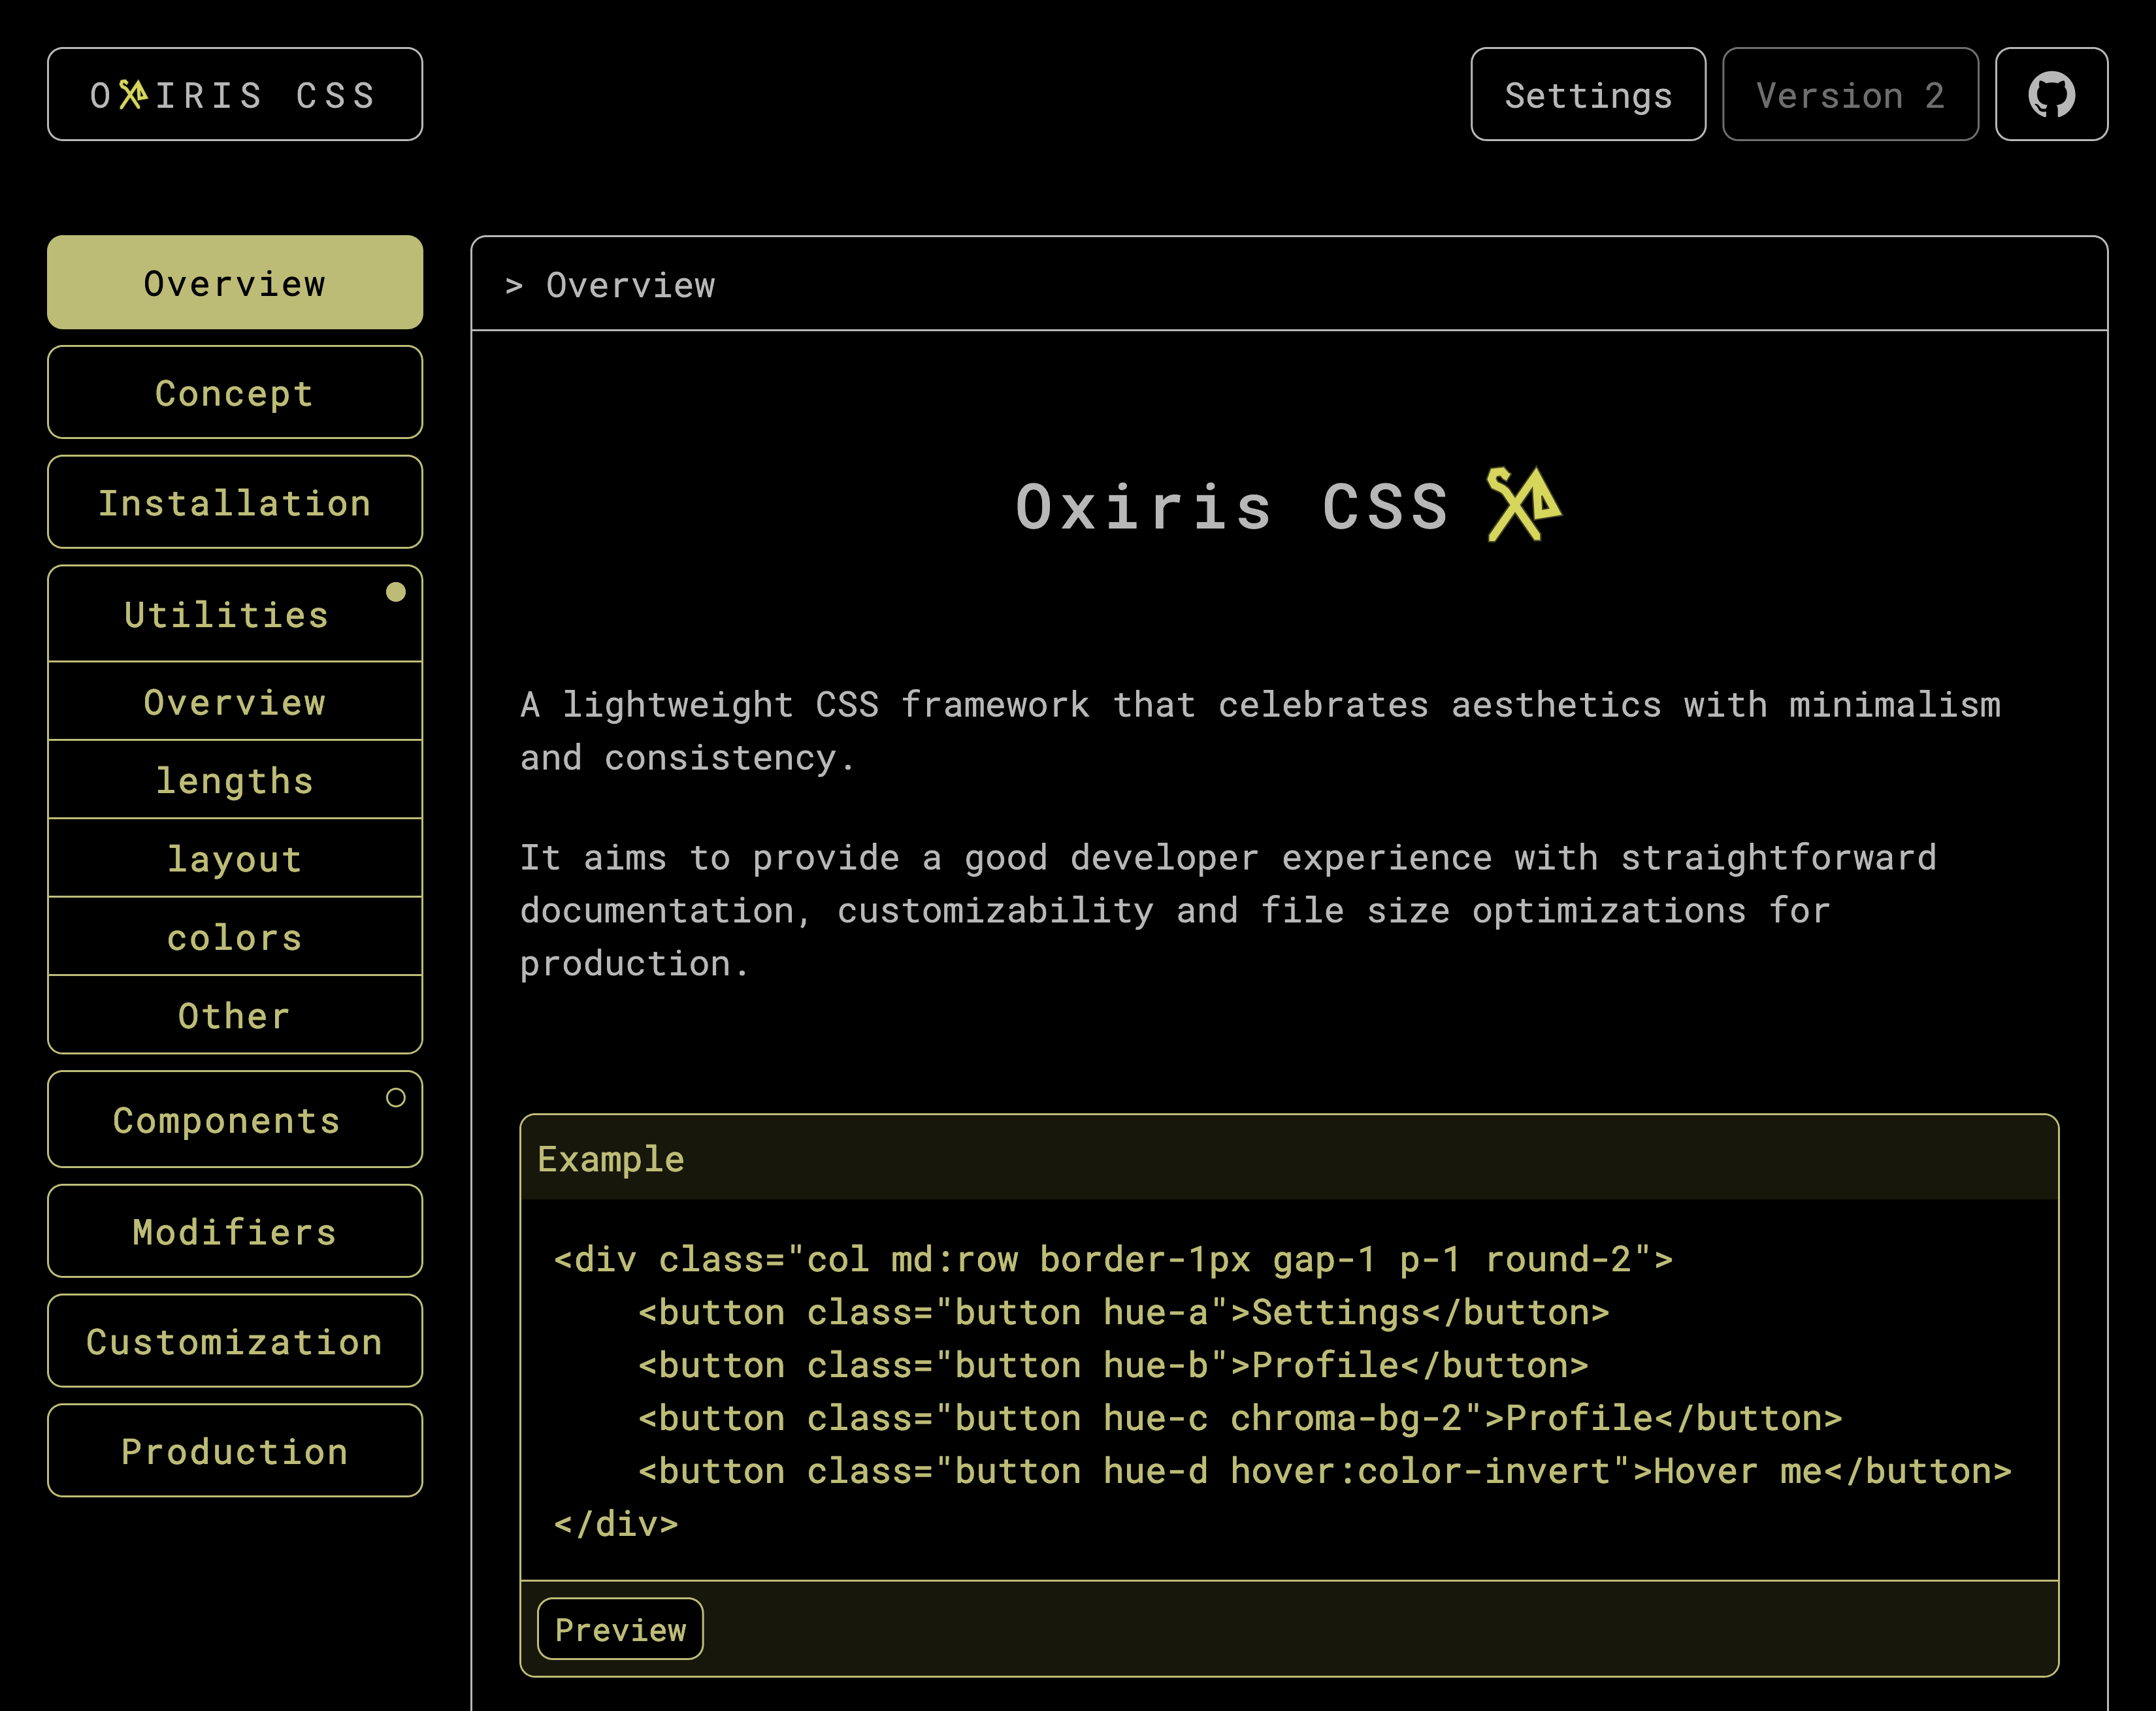 OXIRIS CSS
Settings
Version 2
Overview
Concept
Installation
Utilities
Overview
lengths
layout
colors
Other
Components
Modifiers
Customization
Production
> Overview
Oxiris CSS
A lightweight CSS framework that celebrates aesthetics with minimalism
and consistency.
It aims to provide a good developer experience with straightforward
documentation, customizability and file size optimizations for
production.
Example
<div class="col md:row border-1px gap-1 p-1 round-2">
    <button class="button hue-a">Settings</button>
    <button class="button hue-b">Profile</button>
    <button class="button hue-c chroma-bg-2">Profile</button>
    <button class="button hue-d hover:color-invert">Hover me</button>
</div>
Preview